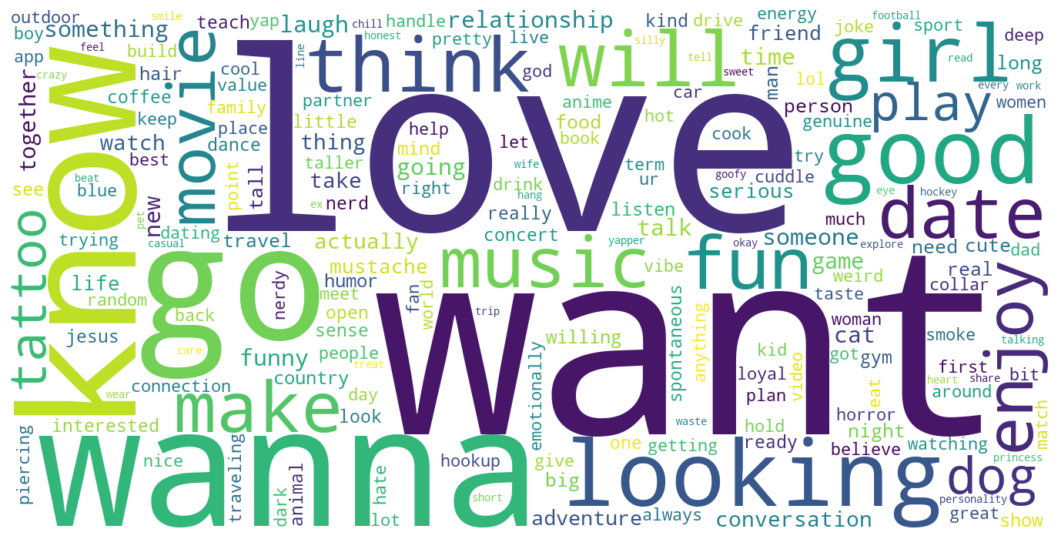 love
want
know
wanna
go
think
will
girl
good
movie
music
fun
looking
make
date
play
enjoy
dog
tattoo
something
outdoor
smile
teach
yap
laugh
chill
honest
handle
relationship
pretty
live
line
kind
drive
friend
energy
football
joke
sport
deep
boy
app
feel
build
crazy
hair
cool
value
god
silly
tell
time
man
lol
read
long
every
work
coffee
family
partner
little
anime
car
sweet
hot
person
women
genuine
together
keep
place
dance
help
mind
let
food
book
cook
try
watch
best
thing
taller
going
right
take
term
ur
cuddle
serious
see
beat
blue
pet
new
point
tall
nerd
ex
drink
wife
hang
goofy
eye
hockey
trying
casual
dating
travel
actually
really
concert
listen
talk
yapper
okay
someone
much
explore
need
cute
dad
life
random
jesus
back
nerdy
mustache
humor
meet
open
sense
fan
world
vibe
trip
game
weird
taste
real
collar
talking
care
wear
connection
funny
people
country
treat
day
look
willing
emotionally
spontaneous
anything
kid
loyal
plan
video
woman
cat
got
gym
eat
smoke
first
bit
heart
share
around
match
interested
piercing
nice
traveling
dark
animal
hate
lot
short
hookup
give
big
one
getting
waste
hold
ready
horror
night
believe
watching
princess
personality
great
show
adventure
always
conversation